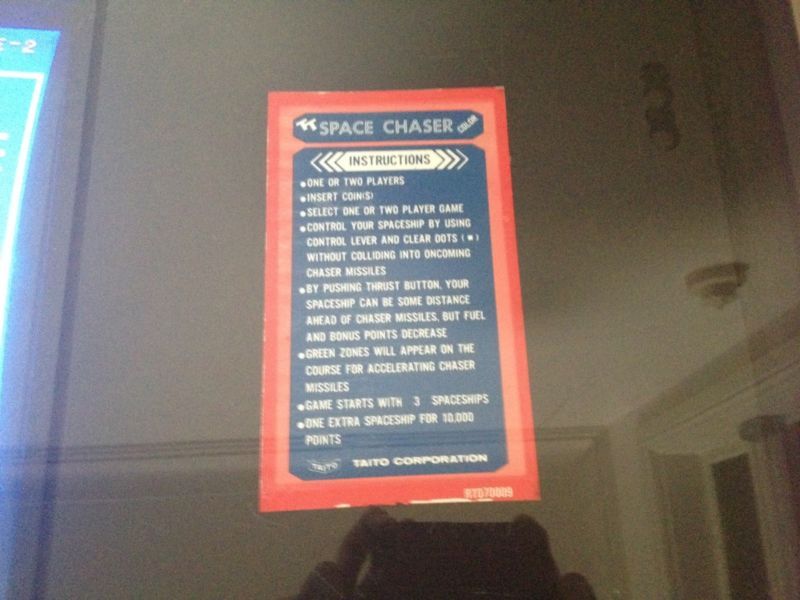 E-2
SPACE CHASER COLOR
INSTRUCTIONS
●ONE OR TWO PLAYERS
●INSERT COIN(S)
●SELECT ONE OR TWO PLAYER GAME
●CONTROL YOUR SPACESHIP BY USING
CONTROL LEVER AND CLEAR DOTS (■)
WITHOUT COLLIDING INTO ONCOMING
CHASER MISSILES
●BY PUSHING THRUST BUTTON, YOUR
SPACESHIP CAN BE SOME DISTANCE
AHEAD OF CHASER MISSILES, BUT FUEL
AND BONUS POINTS DECREASE
●GREEN ZONES WILL APPEAR ON THE
COURSE FOR ACCELERATING CHASER
MISSILES
●GAME STARTS WITH 3 SPACESHIPS
●ONE EXTRA SPACESHIP FOR 10,000
POINTS
TAITO TAITO CORPORATION
RTD70009